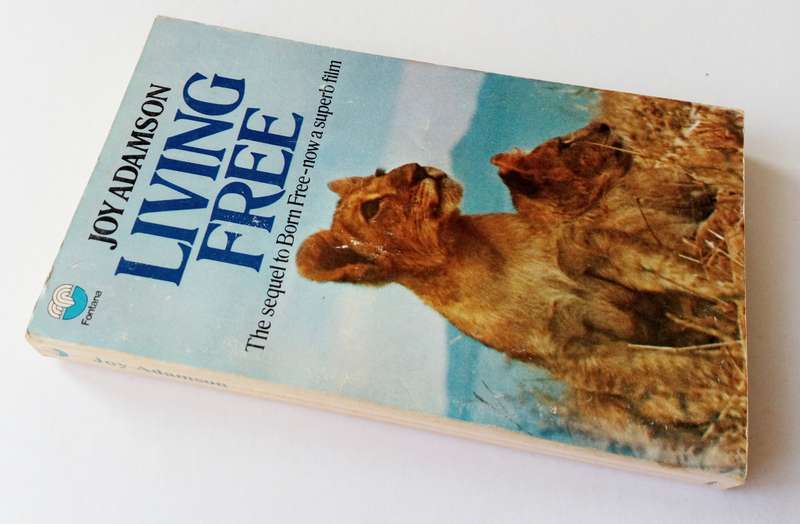 JOY ADAMSON
LIVING
FREE
The sequel to Born Free-now a superb film
Fontana
Joy Adamson